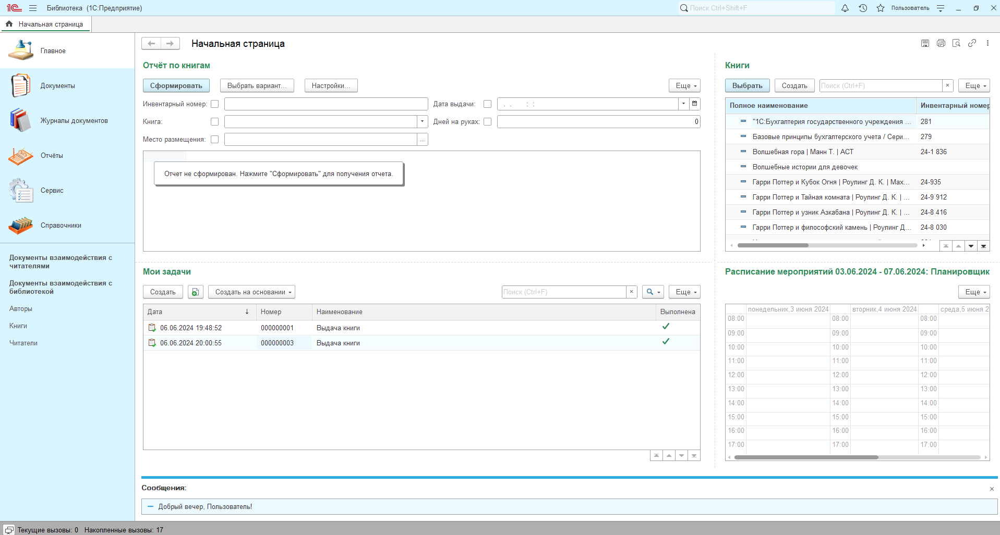 1С Библиотека (1С:Предприятие) Поиск Ctrl+Shift+F Пользователь
Начальная страница
Главное
Документы
Журналы документов
Отчёты
Сервис
Справочники
Документы взаимодействия с
читателями
Документы взаимодействия с
библиотекой
Авторы
Книги
Читатели
Начальная страница
Отчёт по книгам
Сформировать Выбрать вариант... Настройки... Еще
Инвентарный номер: Дата выдачи: . . : :
Книга: Дней на руках: 0
Место размещения: ...
Отчет не сформирован. Нажмите "Сформировать" для получения отчета.
Книги
Выбрать Создать Поиск (Ctrl+F) × Еще
Полное наименование Инвентарный номер
"1С:Бухгалтерия государственного учреждения ... 281
Базовые принципы бухгалтерского учета / Сери... 279
Волшебная гора | Манн Т. | АСТ 24-1 836
Волшебные истории для девочек
Гарри Поттер и Кубок Огня | Роулинг Д. К. | Мах... 24-935
Гарри Поттер и Тайная комната | Роулинг Д. К. | ... 24-9 912
Гарри Поттер и узник Азкабана | Роулинг Д. К. | ... 24-8 416
Гарри Поттер и философский камень | Роулинг Д... 24-8 030
Мои задачи
Создать Создать на основании Поиск (Ctrl+F) × Еще
Дата ↓ Номер Наименование Выполнена
06.06.2024 19:48:52 000000001 Выдача книги
06.06.2024 20:00:55 000000003 Выдача книги
Расписание мероприятий 03.06.2024 - 07.06.2024: Планировщик
Еще
понедельник,3 июня 2024 вторник,4 июня 2024 среда,5 июня 2
08:00 08:00 08:00
09:00 09:00 09:00
10:00 10:00 10:00
11:00 11:00 11:00
12:00 12:00 12:00
13:00 13:00 13:00
14:00 14:00 14:00
15:00 15:00 15:00
16:00 16:00 16:00
17:00 17:00 17:00
Сообщения:
Добрый вечер, Пользователь!
Текущие вызовы: 0 Накопленные вызовы: 17